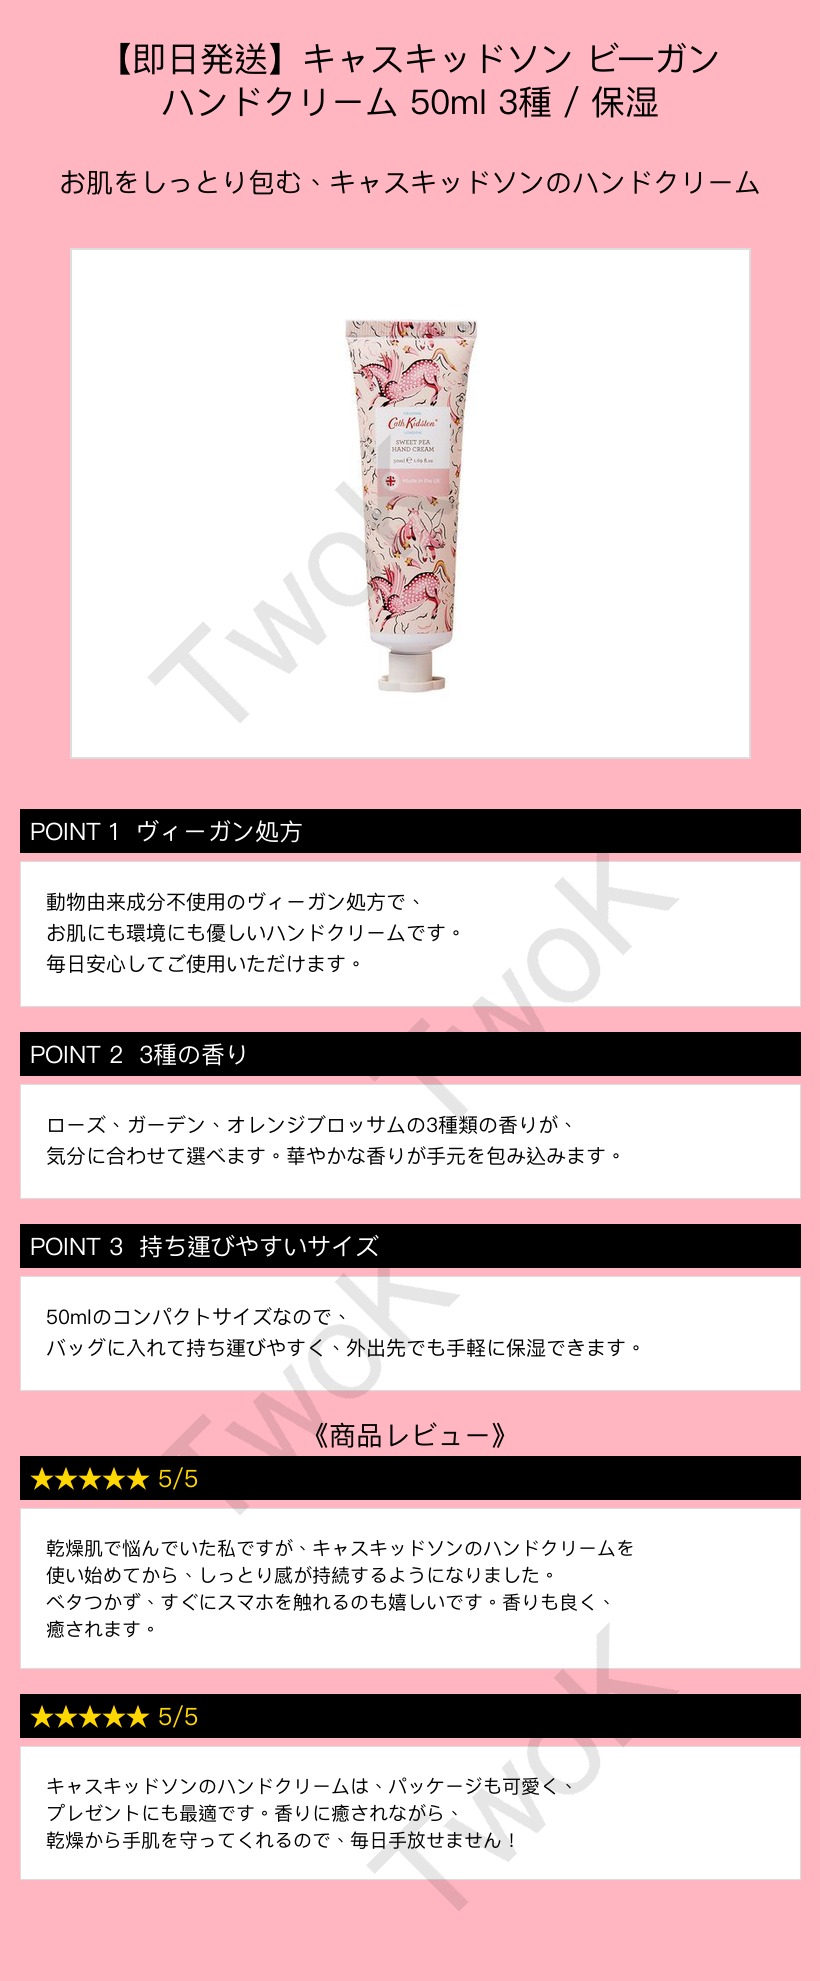 【即日発送】キャスキッドソン ビーガン
ハンドクリーム 50ml 3種 / 保湿
お肌をしっとり包む、キャスキッドソンのハンドクリーム
Cath Kidston
LONDON
SWEET PEA
HAND CREAM
50ml ℮ 1.69 fl.oz
Made in the UK
TwoK
POINT 1 ヴィーガン処方
動物由来成分不使用のヴィーガン処方で、
お肌にも環境にも優しいハンドクリームです。
毎日安心してご使用いただけます。
TwoK
POINT 2 3種の香り
ローズ、ガーデン、オレンジブロッサムの3種類の香りが、
気分に合わせて選べます。華やかな香りが手元を包み込みます。
POINT 3 持ち運びやすいサイズ
50mlのコンパクトサイズなので、
バッグに入れて持ち運びやすく、外出先でも手軽に保湿できます。
TwoK
《商品レビュー》
★★★★★ 5/5
乾燥肌で悩んでいた私ですが、キャスキッドソンのハンドクリームを
使い始めてから、しっとり感が持続するようになりました。
ベタつかず、すぐにスマホを触れるのも嬉しいです。香りも良く、
癒されます。
★★★★★ 5/5
キャスキッドソンのハンドクリームは、パッケージも可愛く、
プレゼントにも最適です。香りに癒されながら、
乾燥から手肌を守ってくれるので、毎日手放せません！
TwoK